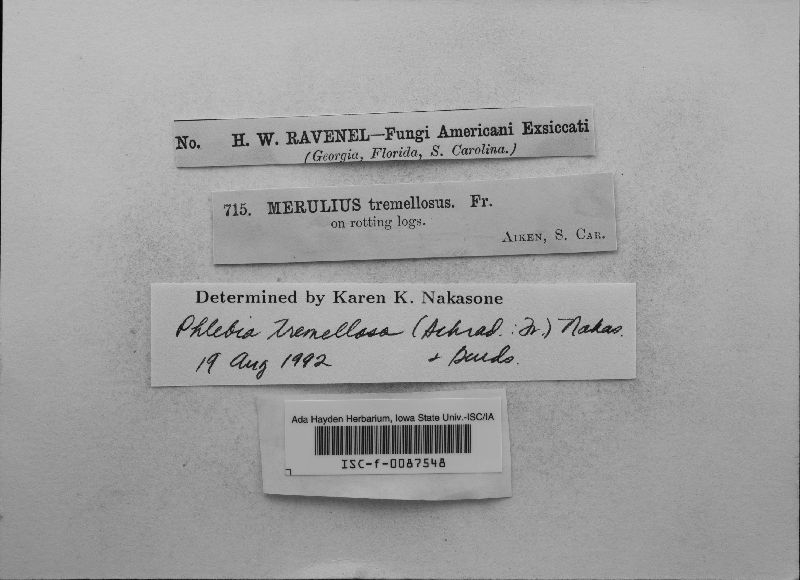 No. H. W. RAVENEL—Fungi Americani Exsiccati
(Georgia, Florida, S. Carolina.)
715. MERULIUS tremellosus. Fr.
on rotting logs.
AIKEN, S. CAR.
Determined by Karen K. Nakasone
Phlebia tremellosa (Schrad.:Fr.) Nakas.
19 Aug 1992 + Burds.
Ada Hayden Herbarium, Iowa State Univ.-ISC/IA
ISC-f-0087548